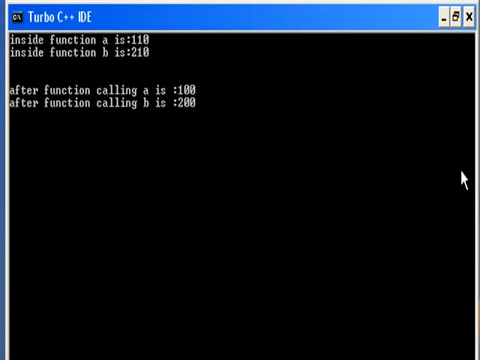 Turbo C++ IDE
inside function a is:110
inside function b is:210
after function calling a is :100
after function calling b is :200